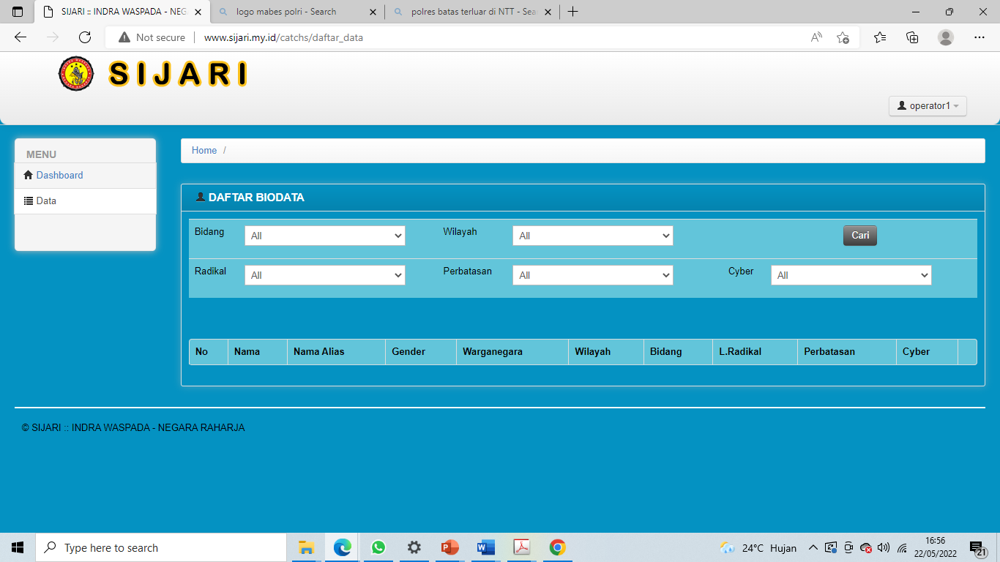 SIJARI :: INDRA WASPADA - NEG
logo mabes polri - Search
polres batas terluar di NTT - Sea
Not secure
www.sijari.my.id/catchs/daftar_data
SIJARI
operator1
MENU
Dashboard
Data
Home /
DAFTAR BIODATA
Bidang All Wilayah All Cari
Radikal All Perbatasan All Cyber All
No Nama Nama Alias Gender Warganegara Wilayah Bidang L.Radikal Perbatasan Cyber
© SIJARI :: INDRA WASPADA - NEGARA RAHARJA
Type here to search
24°C Hujan
16:56
22/05/2022
21